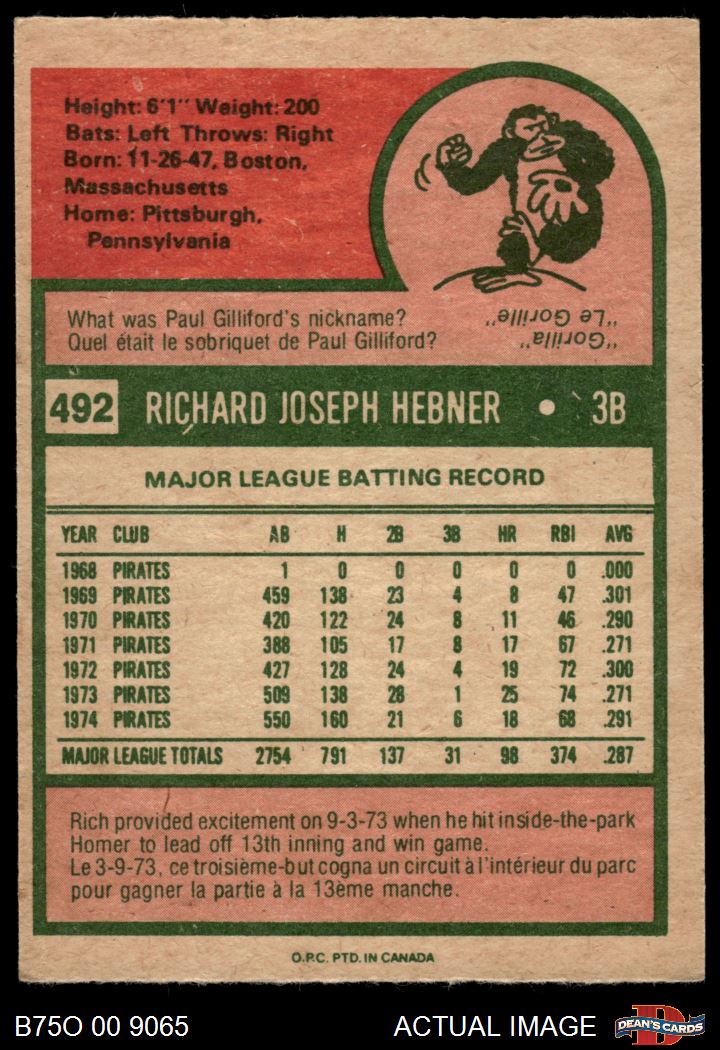 Height: 6'1" Weight: 200
Bats: Left Throws: Right
Born: 11-26-47, Boston,
Massachusetts
Home: Pittsburgh,
Pennsylvania
What was Paul Gilliford's nickname?
Quel était le sobriquet de Paul Gilliford?
"Gorilla"
"Le Gorille"
492 RICHARD JOSEPH HEBNER • 3B
MAJOR LEAGUE BATTING RECORD
YEAR CLUB AB H 2B 3B HR RBI AVG
1968 PIRATES 1 0 0 0 0 0 .000
1969 PIRATES 459 138 23 4 8 47 .301
1970 PIRATES 420 122 24 8 11 46 .290
1971 PIRATES 388 105 17 8 17 67 .271
1972 PIRATES 427 128 24 4 19 72 .300
1973 PIRATES 509 138 28 1 25 74 .271
1974 PIRATES 550 160 21 6 18 68 .291
MAJOR LEAGUE TOTALS 2754 791 137 31 98 374 .287
Rich provided excitement on 9-3-73 when he hit inside-the-park
Homer to lead off 13th inning and win game.
Le 3-9-73, ce troisième-but cogna un circuit à l'intérieur du parc
pour gagner la partie à la 13ème manche.
O.P.C. PTD. IN CANADA
B75O 00 9065 ACTUAL IMAGE DEAN'S CARDS